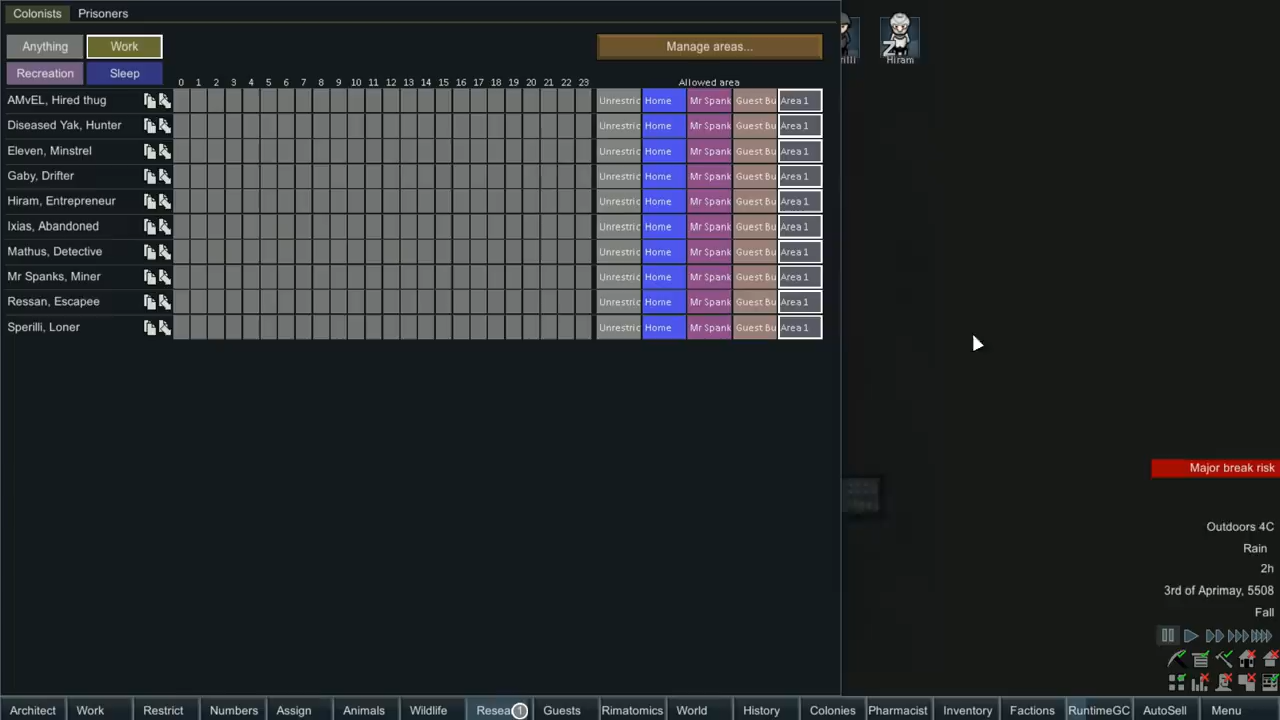 Colonists Prisoners
Anything Work Manage areas...
Recreation Sleep
0 1 2 3 4 5 6 7 8 9 10 11 12 13 14 15 16 17 18 19 20 21 22 23 Allowed area
AMvEL, Hired thug Unrestric Home Mr Spank Guest Bu Area 1
Diseased Yak, Hunter Unrestric Home Mr Spank Guest Bu Area 1
Eleven, Minstrel Unrestric Home Mr Spank Guest Bu Area 1
Gaby, Drifter Unrestric Home Mr Spank Guest Bu Area 1
Hiram, Entrepreneur Unrestric Home Mr Spank Guest Bu Area 1
Ixias, Abandoned Unrestric Home Mr Spank Guest Bu Area 1
Mathus, Detective Unrestric Home Mr Spank Guest Bu Area 1
Mr Spanks, Miner Unrestric Home Mr Spank Guest Bu Area 1
Ressan, Escapee Unrestric Home Mr Spank Guest Bu Area 1
Sperilli, Loner Unrestric Home Mr Spank Guest Bu Area 1
Z
Hiram
Major break risk
Outdoors 4C
Rain
2h
3rd of Aprimay, 5508
Fall
Architect Work Restrict Numbers Assign Animals Wildlife Resea 1 Guests Rimatomics World History Colonies Pharmacist Inventory Factions RuntimeGC AutoSell Menu